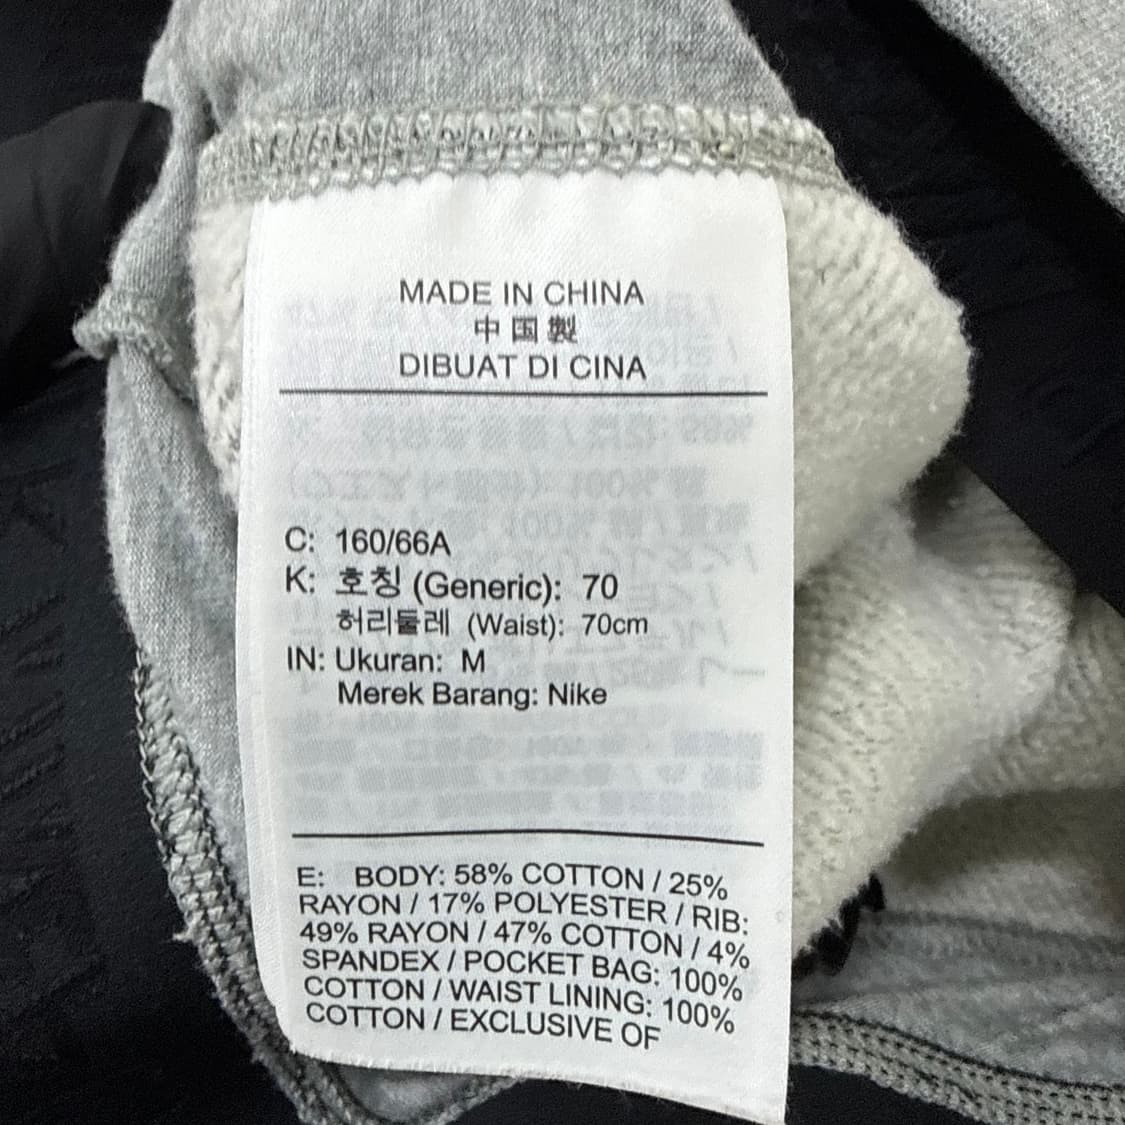 MADE IN CHINA
中国製
DIBUAT DI CINA
C: 160/66A
K: 호칭 (Generic): 70
허리둘레 (Waist): 70cm
IN: Ukuran: M
Merek Barang: Nike
E: BODY: 58% COTTON / 25%
RAYON / 17% POLYESTER / RIB:
49% RAYON / 47% COTTON / 4%
SPANDEX / POCKET BAG: 100%
COTTON / WAIST LINING: 100%
COTTON / EXCLUSIVE OF